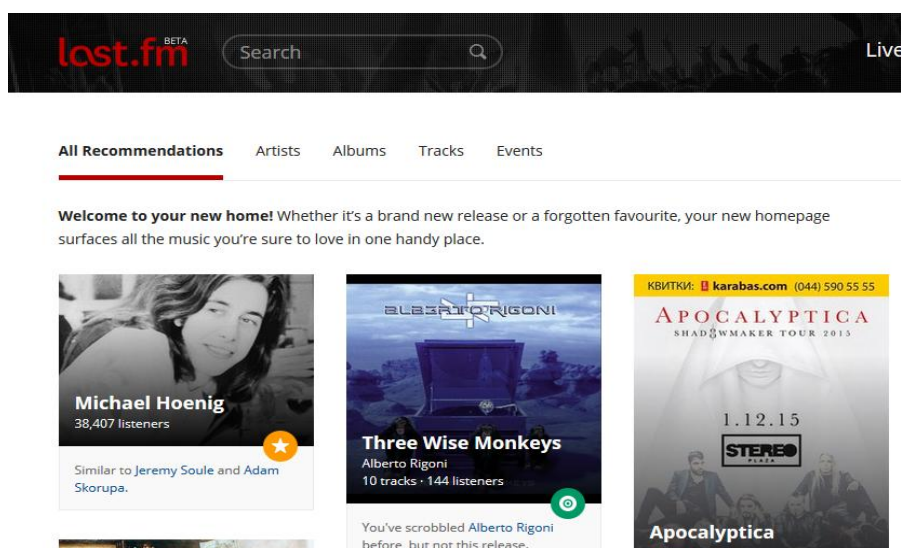 last.fm BETA
Search
Live
All Recommendations Artists Albums Tracks Events
Welcome to your new home! Whether it's a brand new release or a forgotten favourite, your new homepage
surfaces all the music you're sure to love in one handy place.
Michael Hoenig
38,407 listeners
Similar to Jeremy Soule and Adam
Skorupa.
ALBERTO RIGONI
Three Wise Monkeys
Alberto Rigoni
10 tracks · 144 listeners
You've scrobbled Alberto Rigoni
before, but not this release.
КВИТКИ: karabas.com (044) 590 55 55
APOCALYPTICA
SHADOWMAKER TOUR 2015
1.12.15
STEREO
PLAZA
Apocalyptica